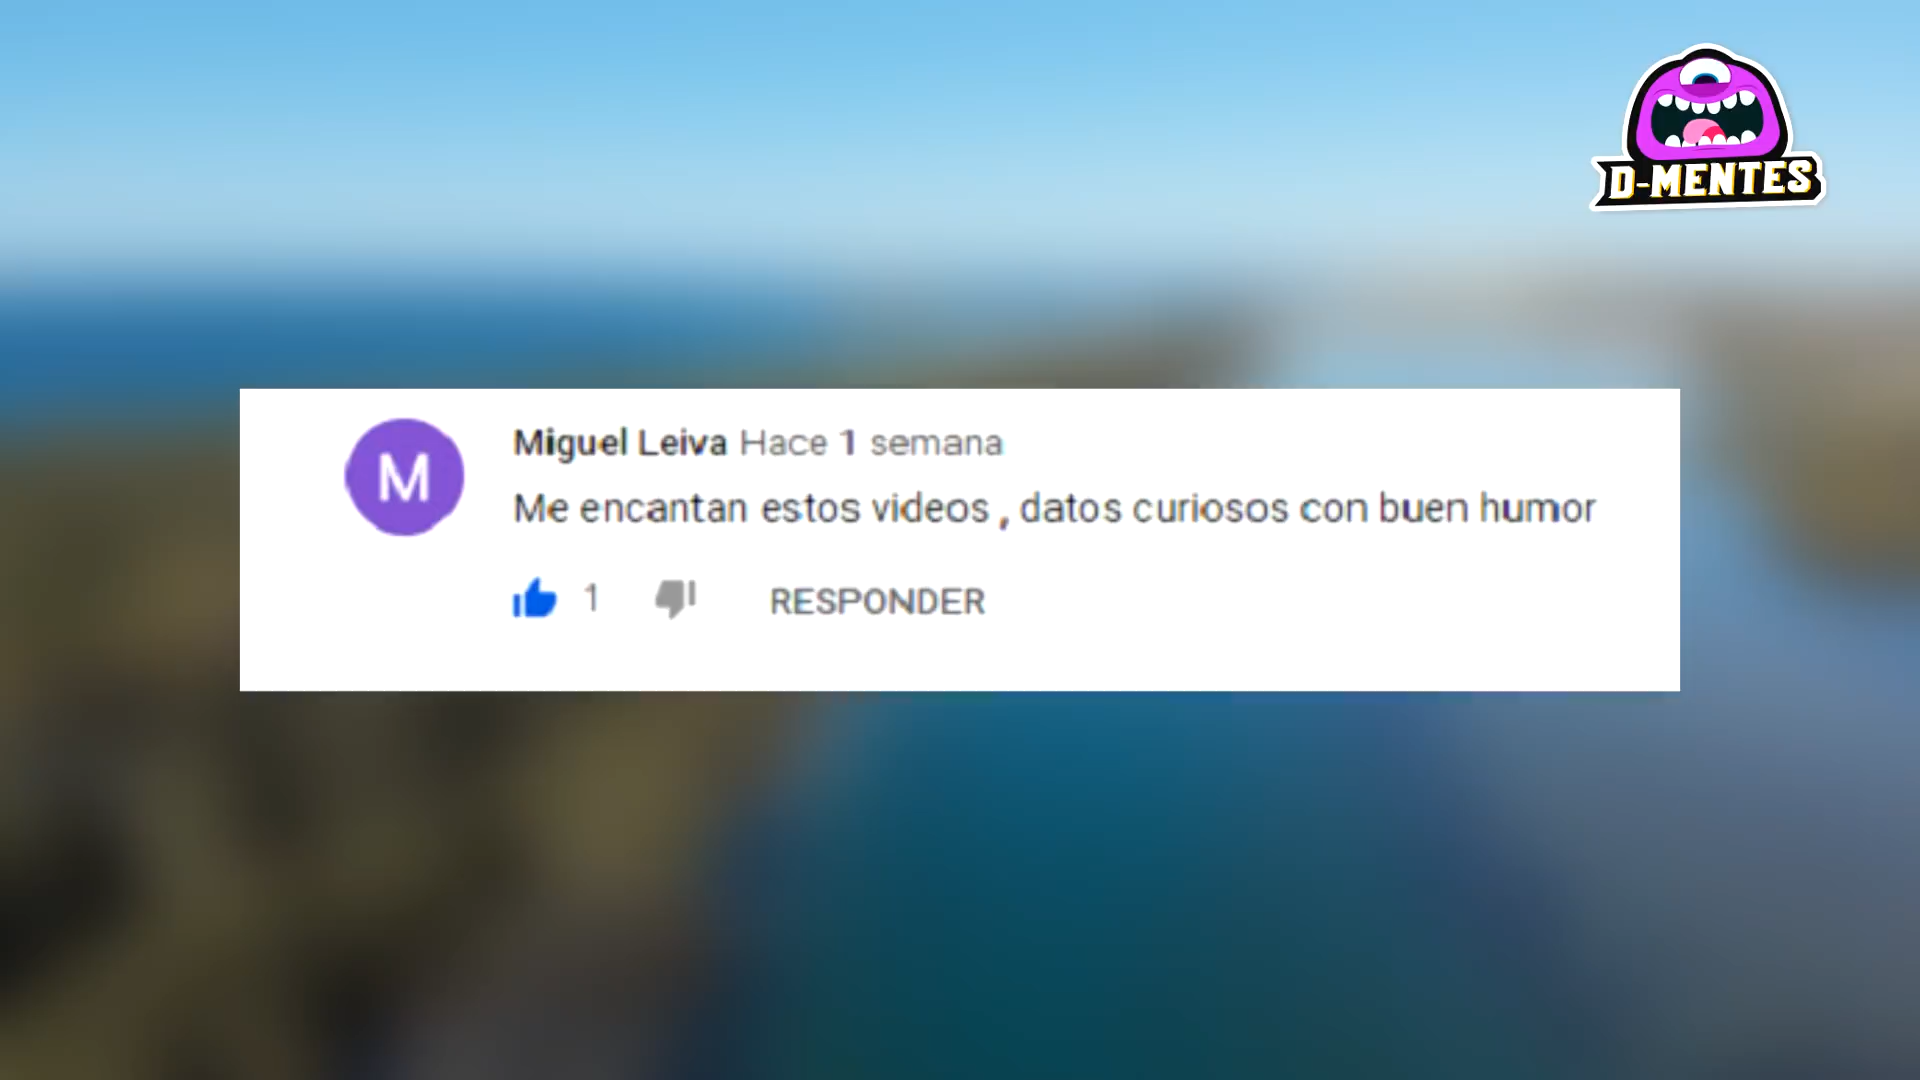 D-MENTES
M
Miguel Leiva Hace 1 semana
Me encantan estos videos , datos curiosos con buen humor
1 RESPONDER